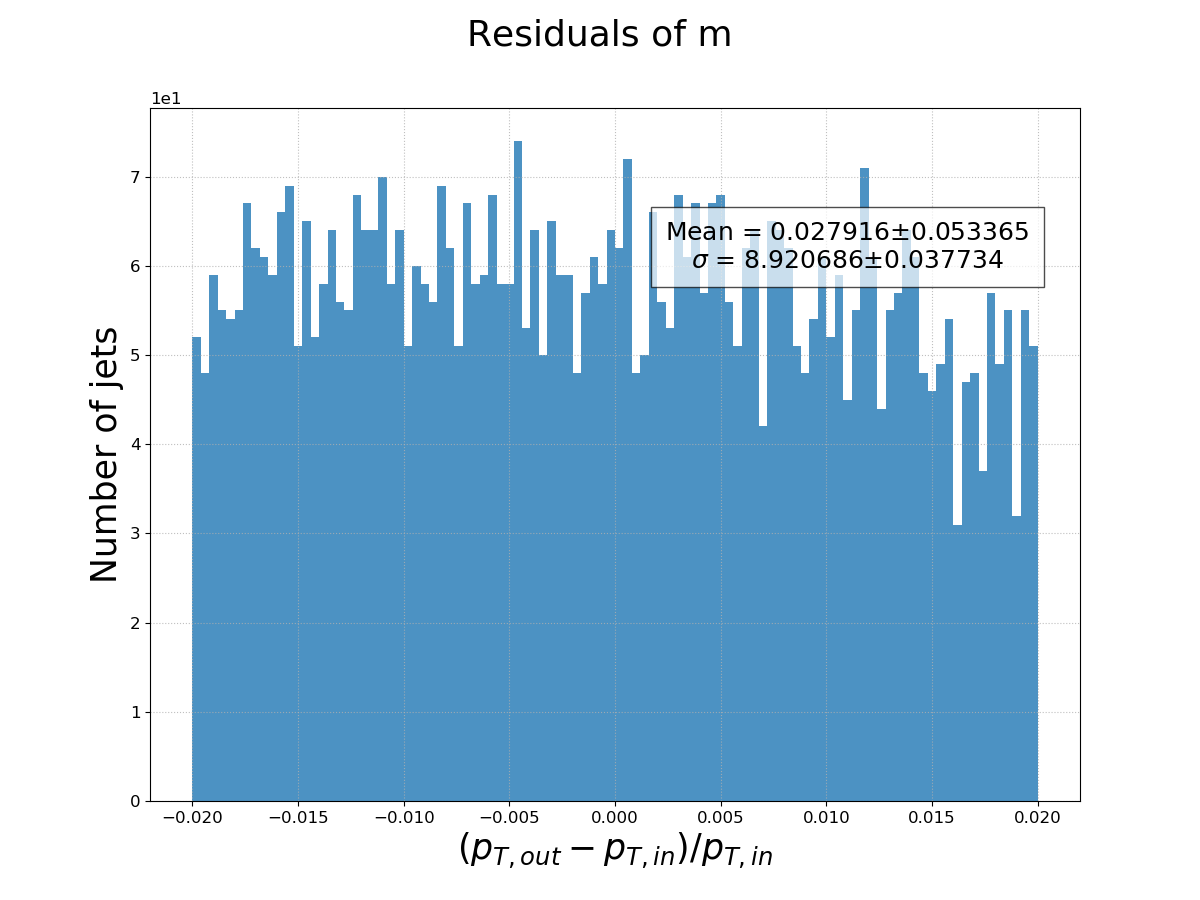 Residuals of m
1e1
7
6
5
4
3
2
1
0
Number of jets
Mean = 0.027916±0.053365
σ = 8.920686±0.037734
−0.020 −0.015 −0.010 −0.005 0.000 0.005 0.010 0.015 0.020
(p_{T,out} − p_{T,in})/p_{T,in}